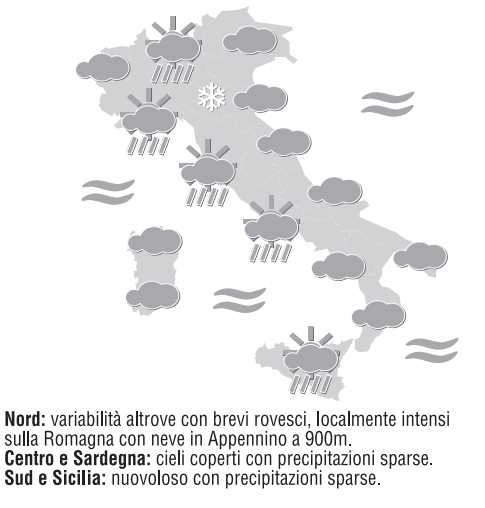 Nord: variabilità altrove con brevi rovesci, localmente intensi
sulla Romagna con neve in Appennino a 900m.
Centro e Sardegna: cieli coperti con precipitazioni sparse.
Sud e Sicilia: nuovoloso con precipitazioni sparse.